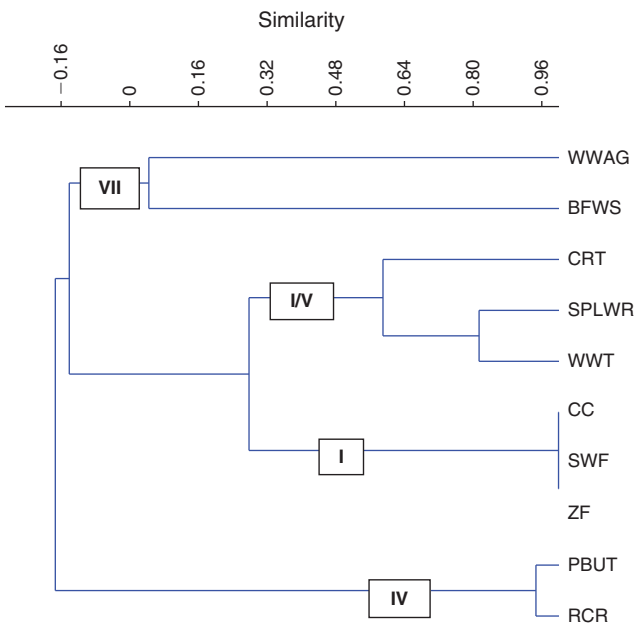 Similarity
−0.16 0 0.16 0.32 0.48 0.64 0.80 0.96
WWAG
VII
BFWS
CRT
I/V
SPLWR
WWT
CC
I
SWF
ZF
PBUT
IV
RCR